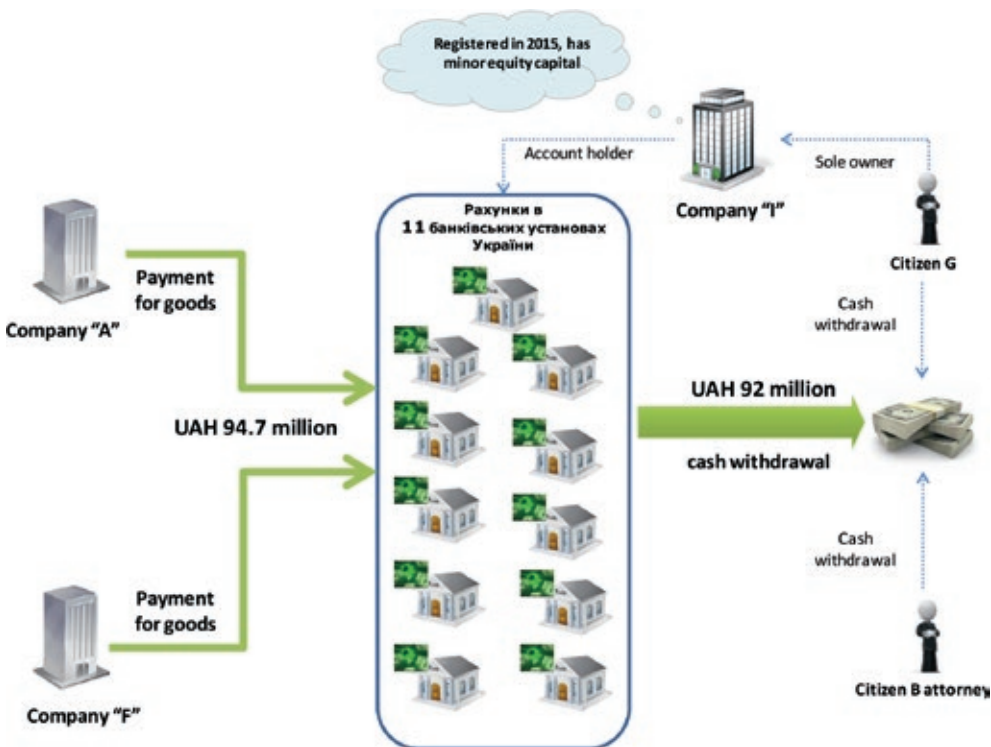 Registered in 2015, has
minor equity capital
Account holder
Sole owner
Company "I"
Citizen G
Рахунки в
11 банківських установах
України
Payment
for goods
Company "A"
UAH 94.7 million
Cash
withdrawal
UAH 92 million
cash withdrawal
Payment
for goods
Company "F"
Cash
withdrawal
Citizen B attorney